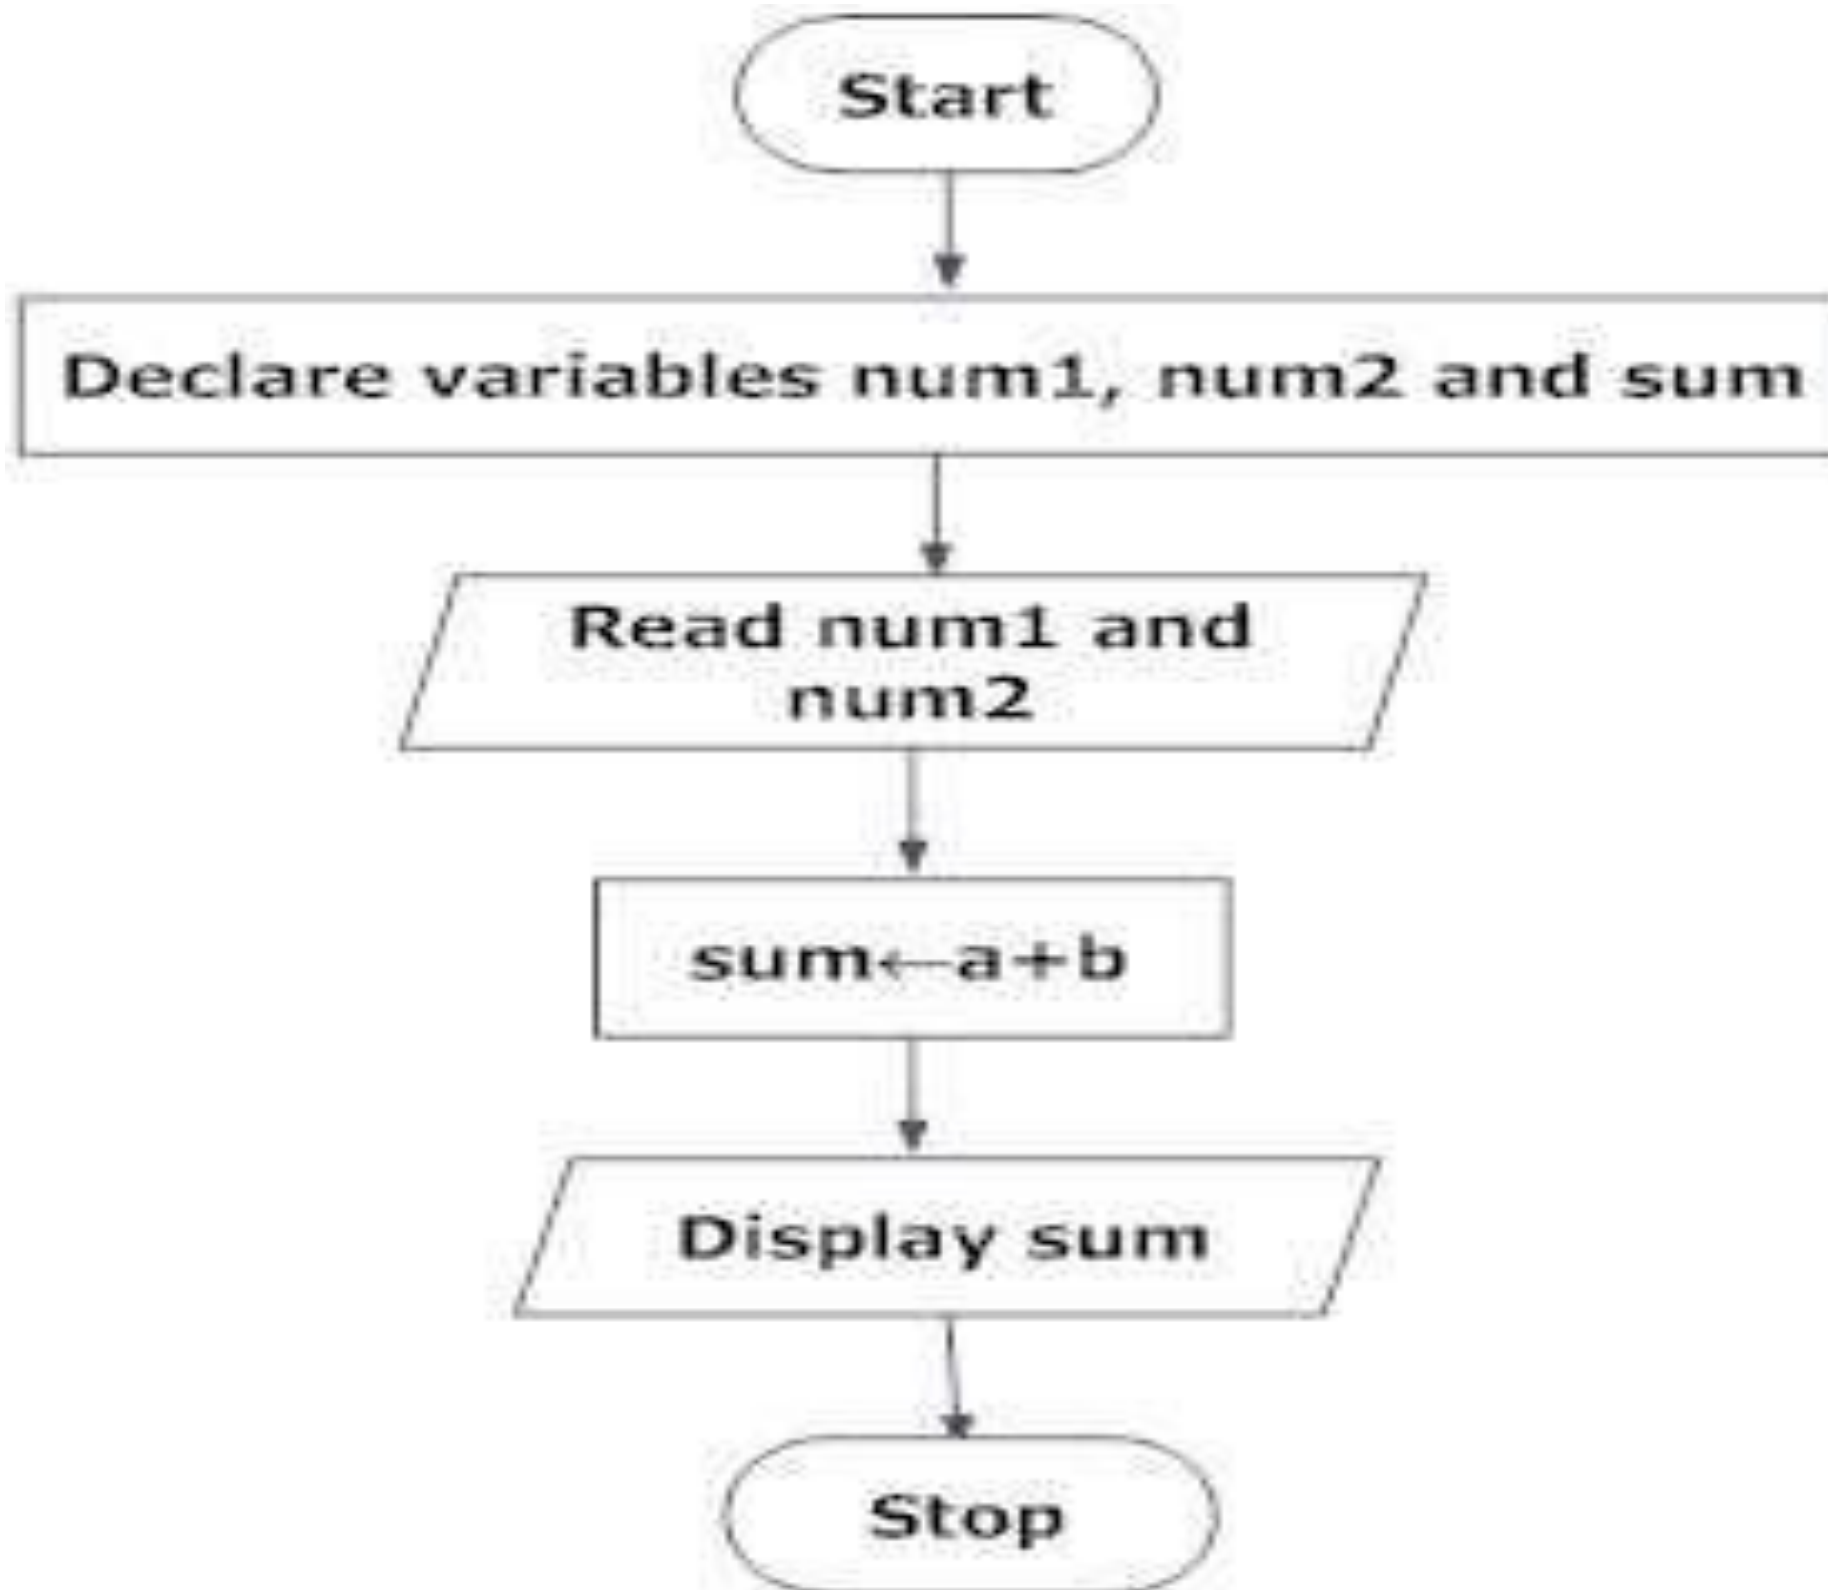 Start
Declare variables num1, num2 and sum
Read num1 and
num2
sum←a+b
Display sum
Stop